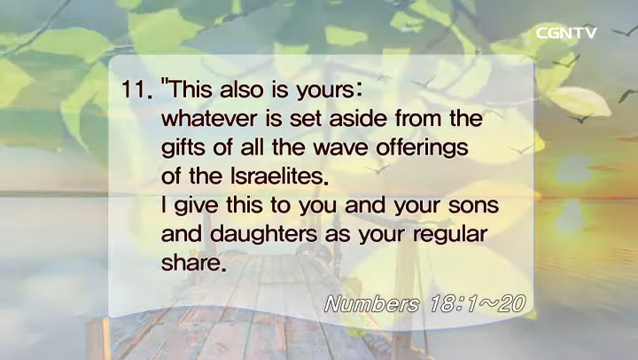 CGNTV
11. "This also is yours:
whatever is set aside from the
gifts of all the wave offerings
of the Israelites.
I give this to you and your sons
and daughters as your regular
share.
Numbers 18:1~20